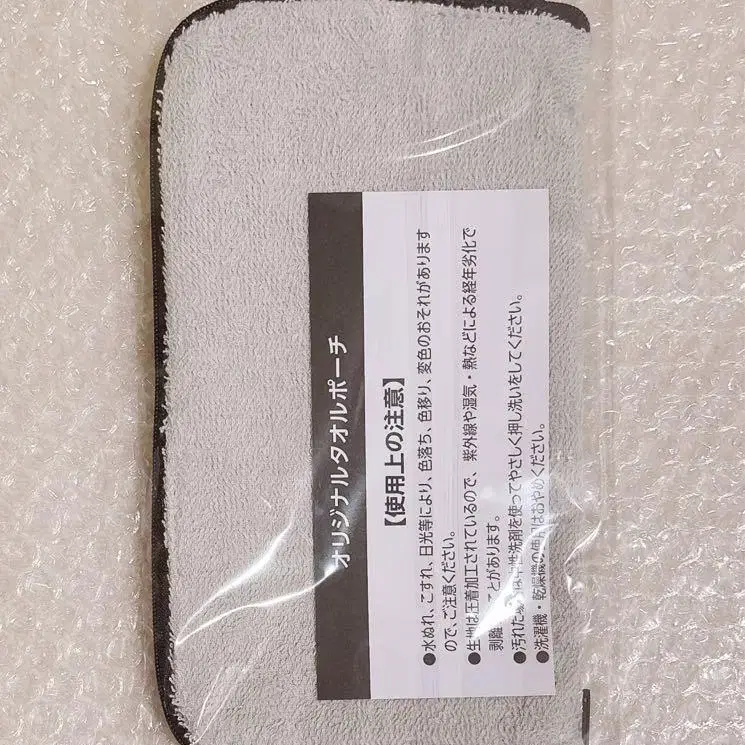 オリジナルタオルポーチ
【使用上の注意】
●水ぬれ、こすれ、日光等により、色落ち、色移り、変色のおそれがあります
ので、ご注意ください。
●生地は圧着加工されているので、紫外線や湿気・熱などによる経年劣化で
剥離 ことがあります。
●汚れた 中性洗剤を使ってやさしく押し洗いをしてください。
●洗濯機・乾燥機の使用はおやめください。